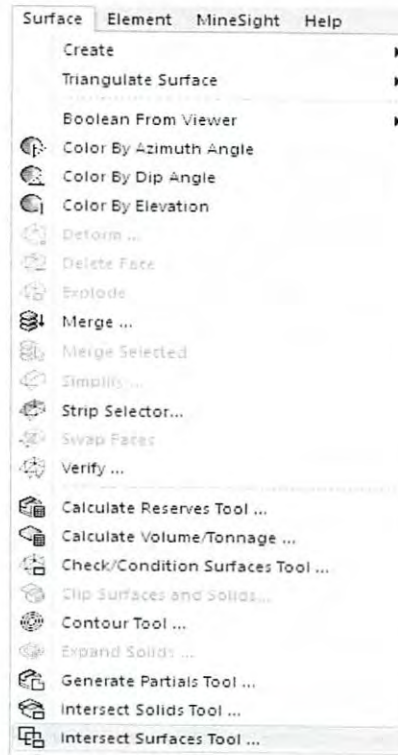 Surface Element MineSight Help
Create
Triangulate Surface
Boolean From Viewer
Color By Azimuth Angle
Color By Dip Angle
Color By Elevation
Deform ...
Delete Face
Explode
Merge ...
Merge Selected
Simplify ...
Strip Selector...
Swap Faces
Verify ...
Calculate Reserves Tool ...
Calculate Volume/Tonnage ...
Check/Condition Surfaces Tool ...
Clip Surfaces and Solids...
Contour Tool ...
Expand Solids ...
Generate Partials Tool ...
Intersect Solids Tool ...
Intersect Surfaces Tool ...